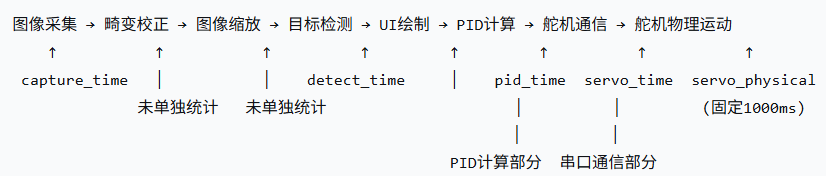 图像采集 → 畸变校正 → 图像缩放 → 目标检测 → UI绘制 → PID计算 → 舵机通信 → 舵机物理运动
↑ ↑ ↑ ↑ ↑ ↑ ↑ ↑
capture_time │ │ detect_time │ pid_time servo_time servo_physical
未单独统计 未单独统计 │ │ (固定1000ms)
│ │
PID计算部分 串口通信部分